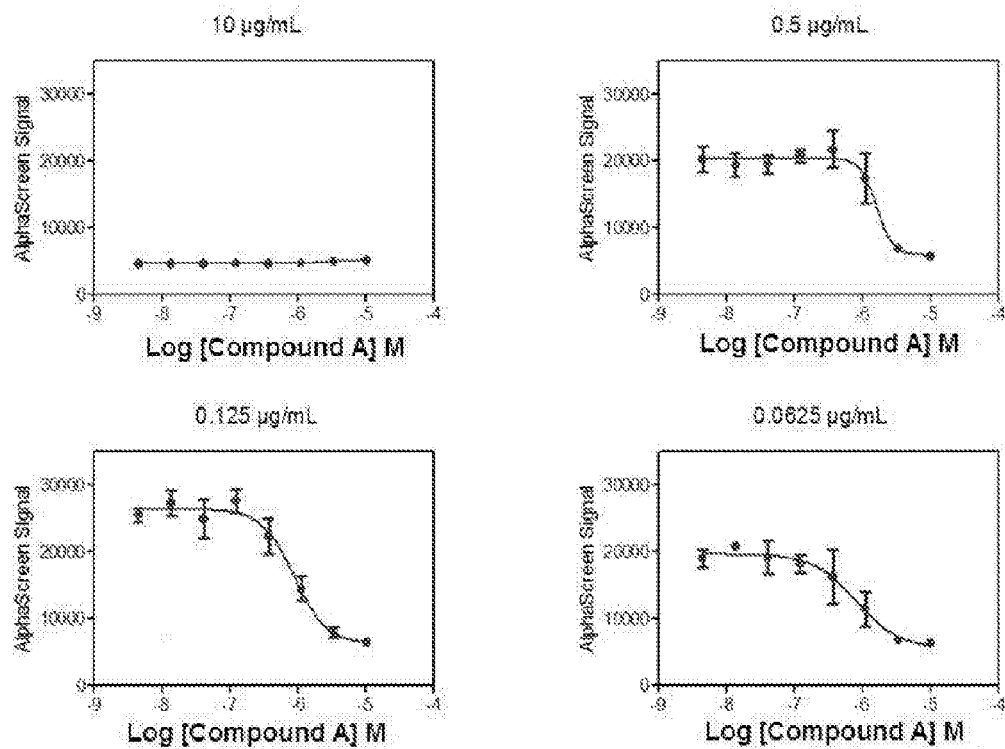 10 µg/mL
AlphaScreen Signal
30000
20000
10000
0
-9 -8 -7 -6 -5 -4
Log [Compound A] M
0.5 µg/mL
AlphaScreen Signal
30000
20000
10000
0
-9 -8 -7 -6 -5 -4
Log [Compound A] M
0.125 µg/mL
AlphaScreen Signal
30000
20000
10000
0
-9 -8 -7 -6 -5 -4
Log [Compound A] M
0.0625 µg/mL
AlphaScreen Signal
30000
20000
10000
0
-9 -8 -7 -6 -5 -4
Log [Compound A] M